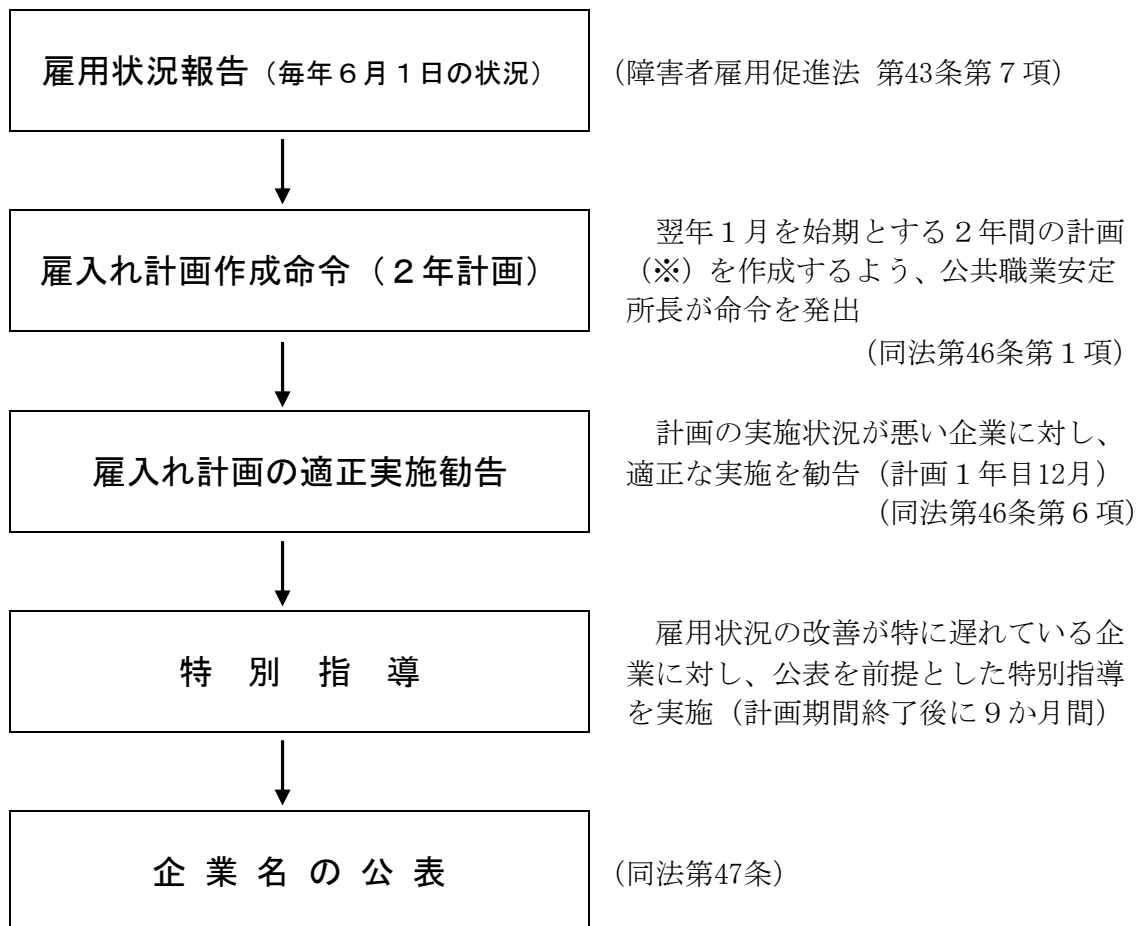 雇用状況報告（毎年６月１日の状況）
（障害者雇用促進法 第43条第７項）
雇入れ計画作成命令（２年計画）
翌年１月を始期とする２年間の計画
（※）を作成するよう、公共職業安定
所長が命令を発出
（同法第46条第１項）
雇入れ計画の適正実施勧告
計画の実施状況が悪い企業に対し、
適正な実施を勧告（計画１年目12月）
（同法第46条第６項）
特　別　指　導
雇用状況の改善が特に遅れている企
業に対し、公表を前提とした特別指導
を実施（計画期間終了後に９か月間）
企 業 名 の 公 表
（同法第47条）